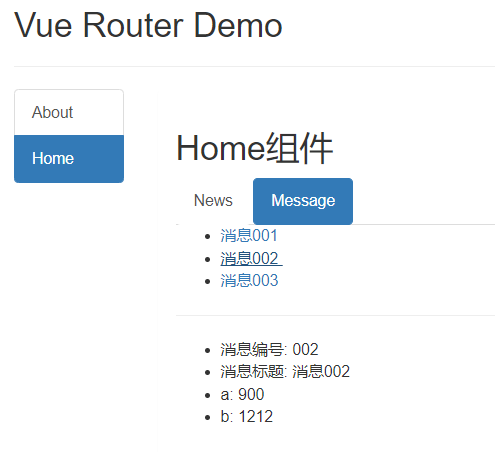 Vue Router Demo
About
Home
Home组件
News
Message
消息001
消息002
消息003
消息编号: 002
消息标题: 消息002
a: 900
b: 1212